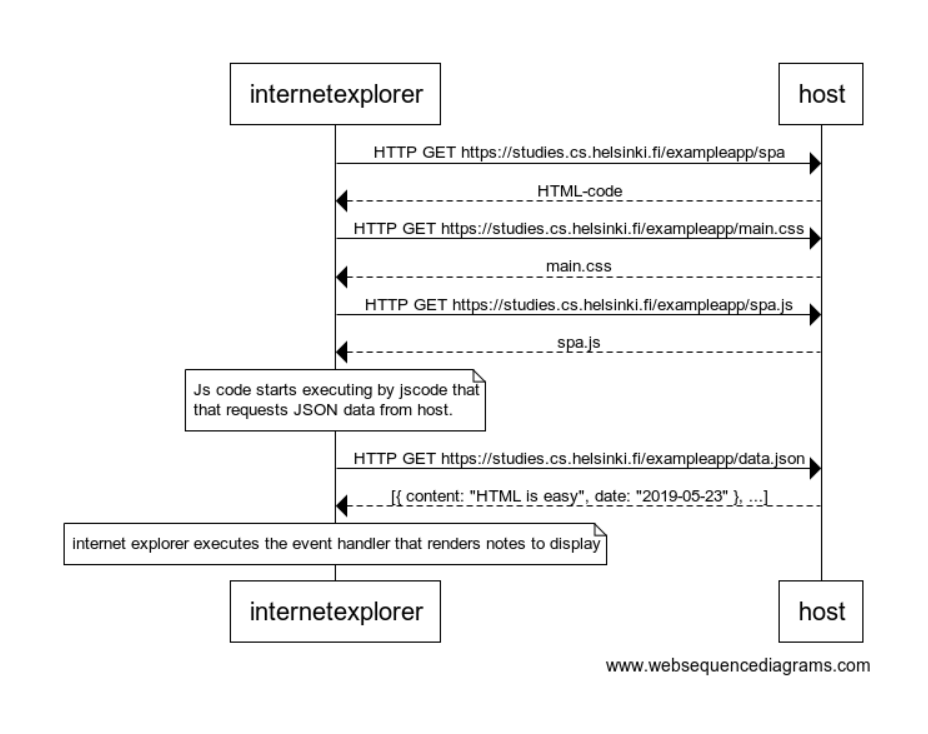 internetexplorer
host
HTTP GET https://studies.cs.helsinki.fi/exampleapp/spa
HTML-code
HTTP GET https://studies.cs.helsinki.fi/exampleapp/main.css
main.css
HTTP GET https://studies.cs.helsinki.fi/exampleapp/spa.js
spa.js
Js code starts executing by jscode that
that requests JSON data from host.
HTTP GET https://studies.cs.helsinki.fi/exampleapp/data.json
[{ content: "HTML is easy", date: "2019-05-23" }, ...]
internet explorer executes the event handler that renders notes to display
internetexplorer
host
www.websequencediagrams.com